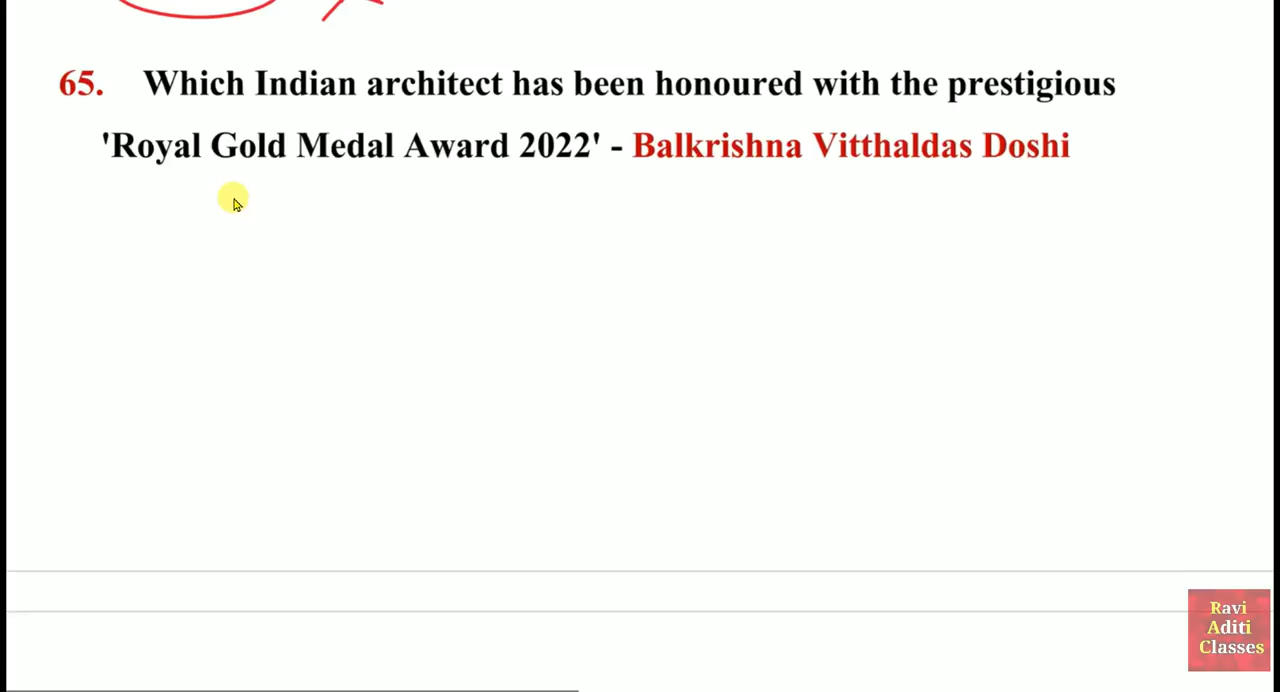 65. Which Indian architect has been honoured with the prestigious
'Royal Gold Medal Award 2022' - Balkrishna Vitthaldas Doshi
Ravi
Aditi
Classes